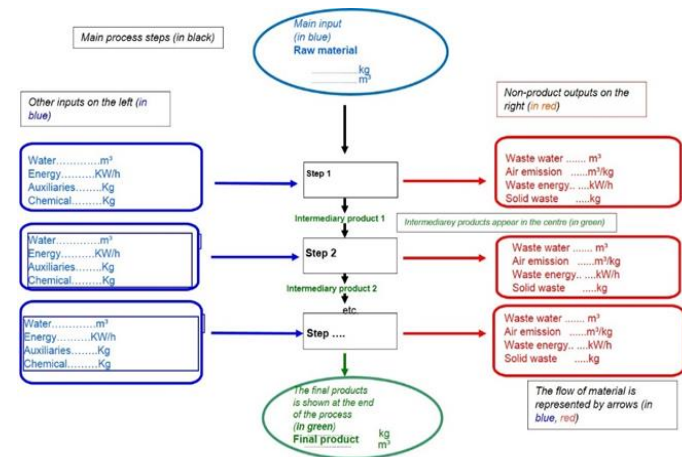 Main process steps (in black)
Main input
(in blue)
Raw material
..............kg
..............m³
Other inputs on the left (in
blue)
Non-product outputs on the
right (in red)
Water.............m³
Energy.........KW/h
Auxiliaries........Kg
Chemical.........Kg
Step 1
Waste water ....... m³
Air emission ......m³/kg
Waste energy.. ....kW/h
Solid waste .....kg
Intermediary product 1
Intermediarey products appear in the centre (in green)
Water.............m³
Energy.........KW/h
Auxiliaries........Kg
Chemical.........Kg
Step 2
Waste water ....... m³
Air emission ......m³/kg
Waste energy.. ....kW/h
Solid waste .....kg
Intermediary product 2
etc
Water.............m³
Energy.........KW/h
Auxiliaries........Kg
Chemical.........Kg
Step ....
Waste water ....... m³
Air emission ......m³/kg
Waste energy.. ....kW/h
Solid waste .....kg
The final products
is shown at the end
of the process
(in green)
Final product kg
.............. m³
The flow of material is
represented by arrows (in
blue, red)